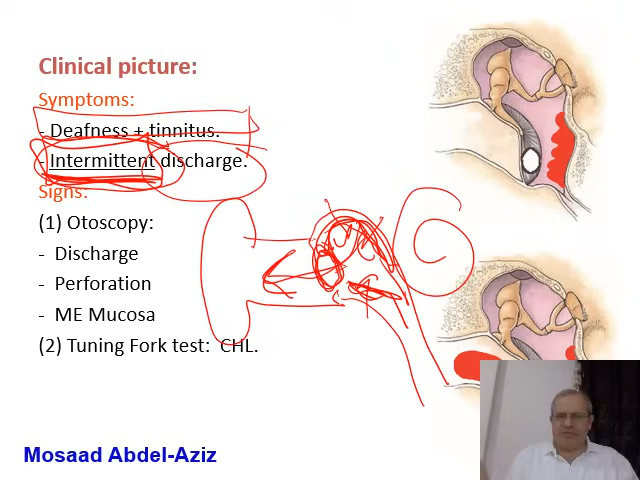 Clinical picture:
Symptoms:
- Deafness + tinnitus.
- Intermittent discharge.
Signs:
(1) Otoscopy:
- Discharge
- Perforation
- ME Mucosa
(2) Tuning Fork test: CHL.
Mosaad Abdel-Aziz